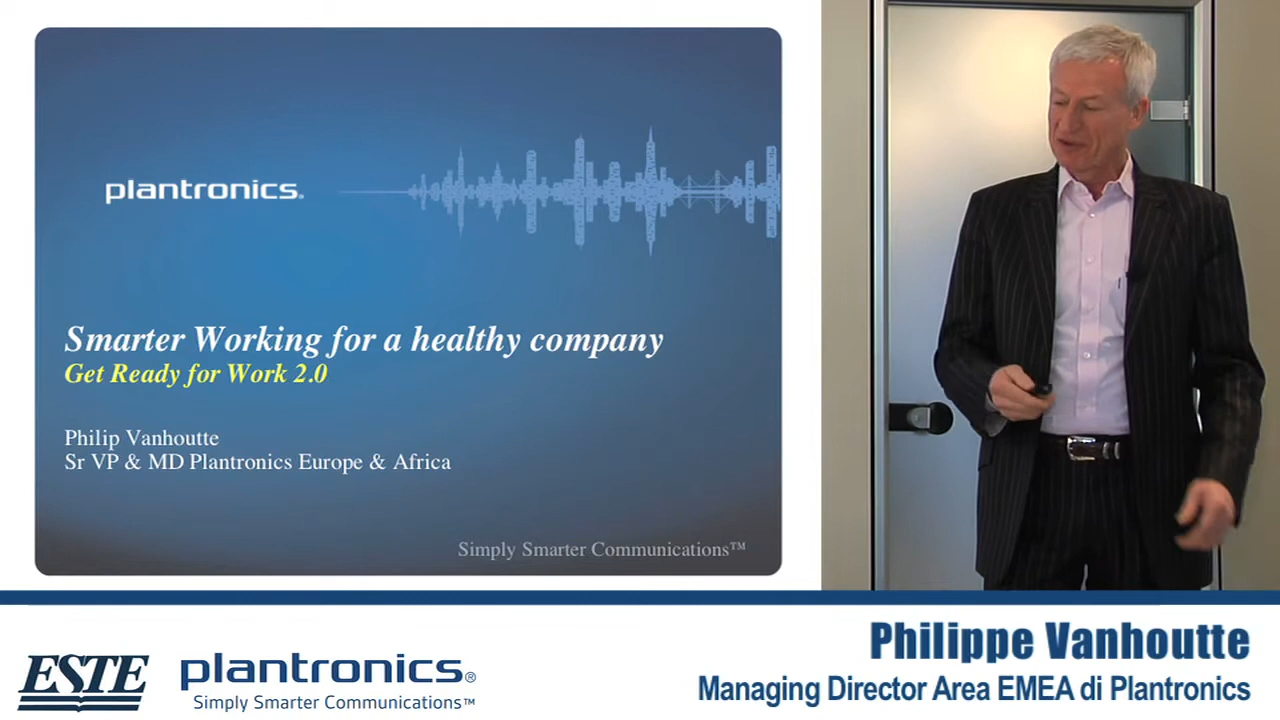 plantronics®
Smarter Working for a healthy company
Get Ready for Work 2.0
Philip Vanhoutte
Sr VP & MD Plantronics Europe & Africa
Simply Smarter Communications™
Philippe Vanhoutte
Managing Director Area EMEA di Plantronics
ESTE
plantronics®
Simply Smarter Communications™